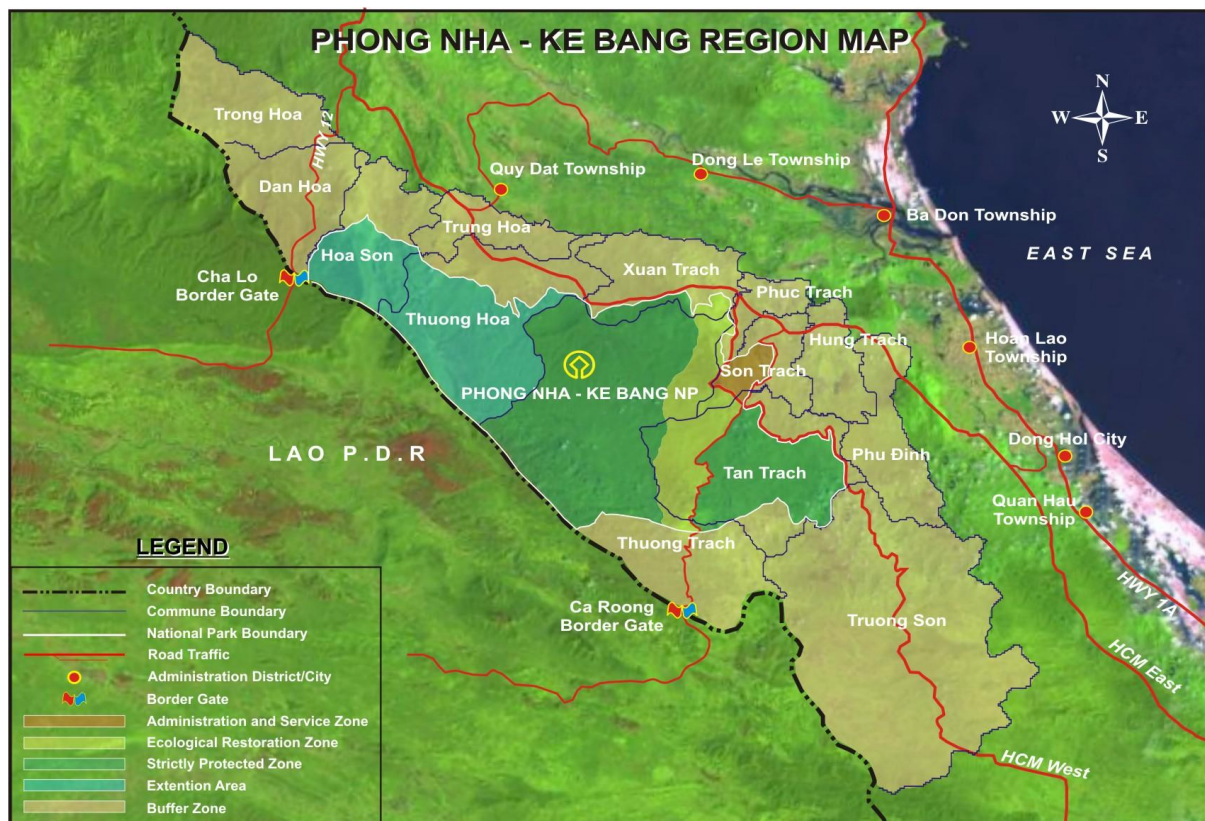 PHONG NHA - KE BANG REGION MAP
N
W
E
S
Trong Hoa
HWY 12
Dan Hoa
Quy Dat Township
Dong Le Township
Ba Don Township
Trung Hoa
Hoa Son
EAST SEA
Cha Lo
Border Gate
Xuan Trach
Phuc Trach
Thuong Hoa
Hung Trach
Hoan Lao
Township
Son Trach
PHONG NHA - KE BANG NP
LAO P.D.R
Dong Hol City
Phu Đinh
Tan Trach
Quan Hau
Township
Thuong Trach
HWY 1A
Ca Roong
Border Gate
Truong Son
HCM East
HCM West
LEGEND
Country Boundary
Commune Boundary
National Park Boundary
Road Traffic
Administration District/City
Border Gate
Administration and Service Zone
Ecological Restoration Zone
Strictly Protected Zone
Extention Area
Buffer Zone